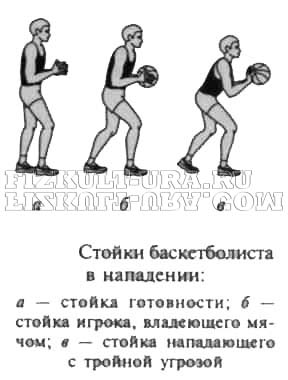 FIZKULT-URA.RU
а б в
Стойки баскетболиста
в нападении:
а — стойка готовности; б —
стойка игрока, владеющего мя-
чом; в — стойка нападающего
с тройной угрозой